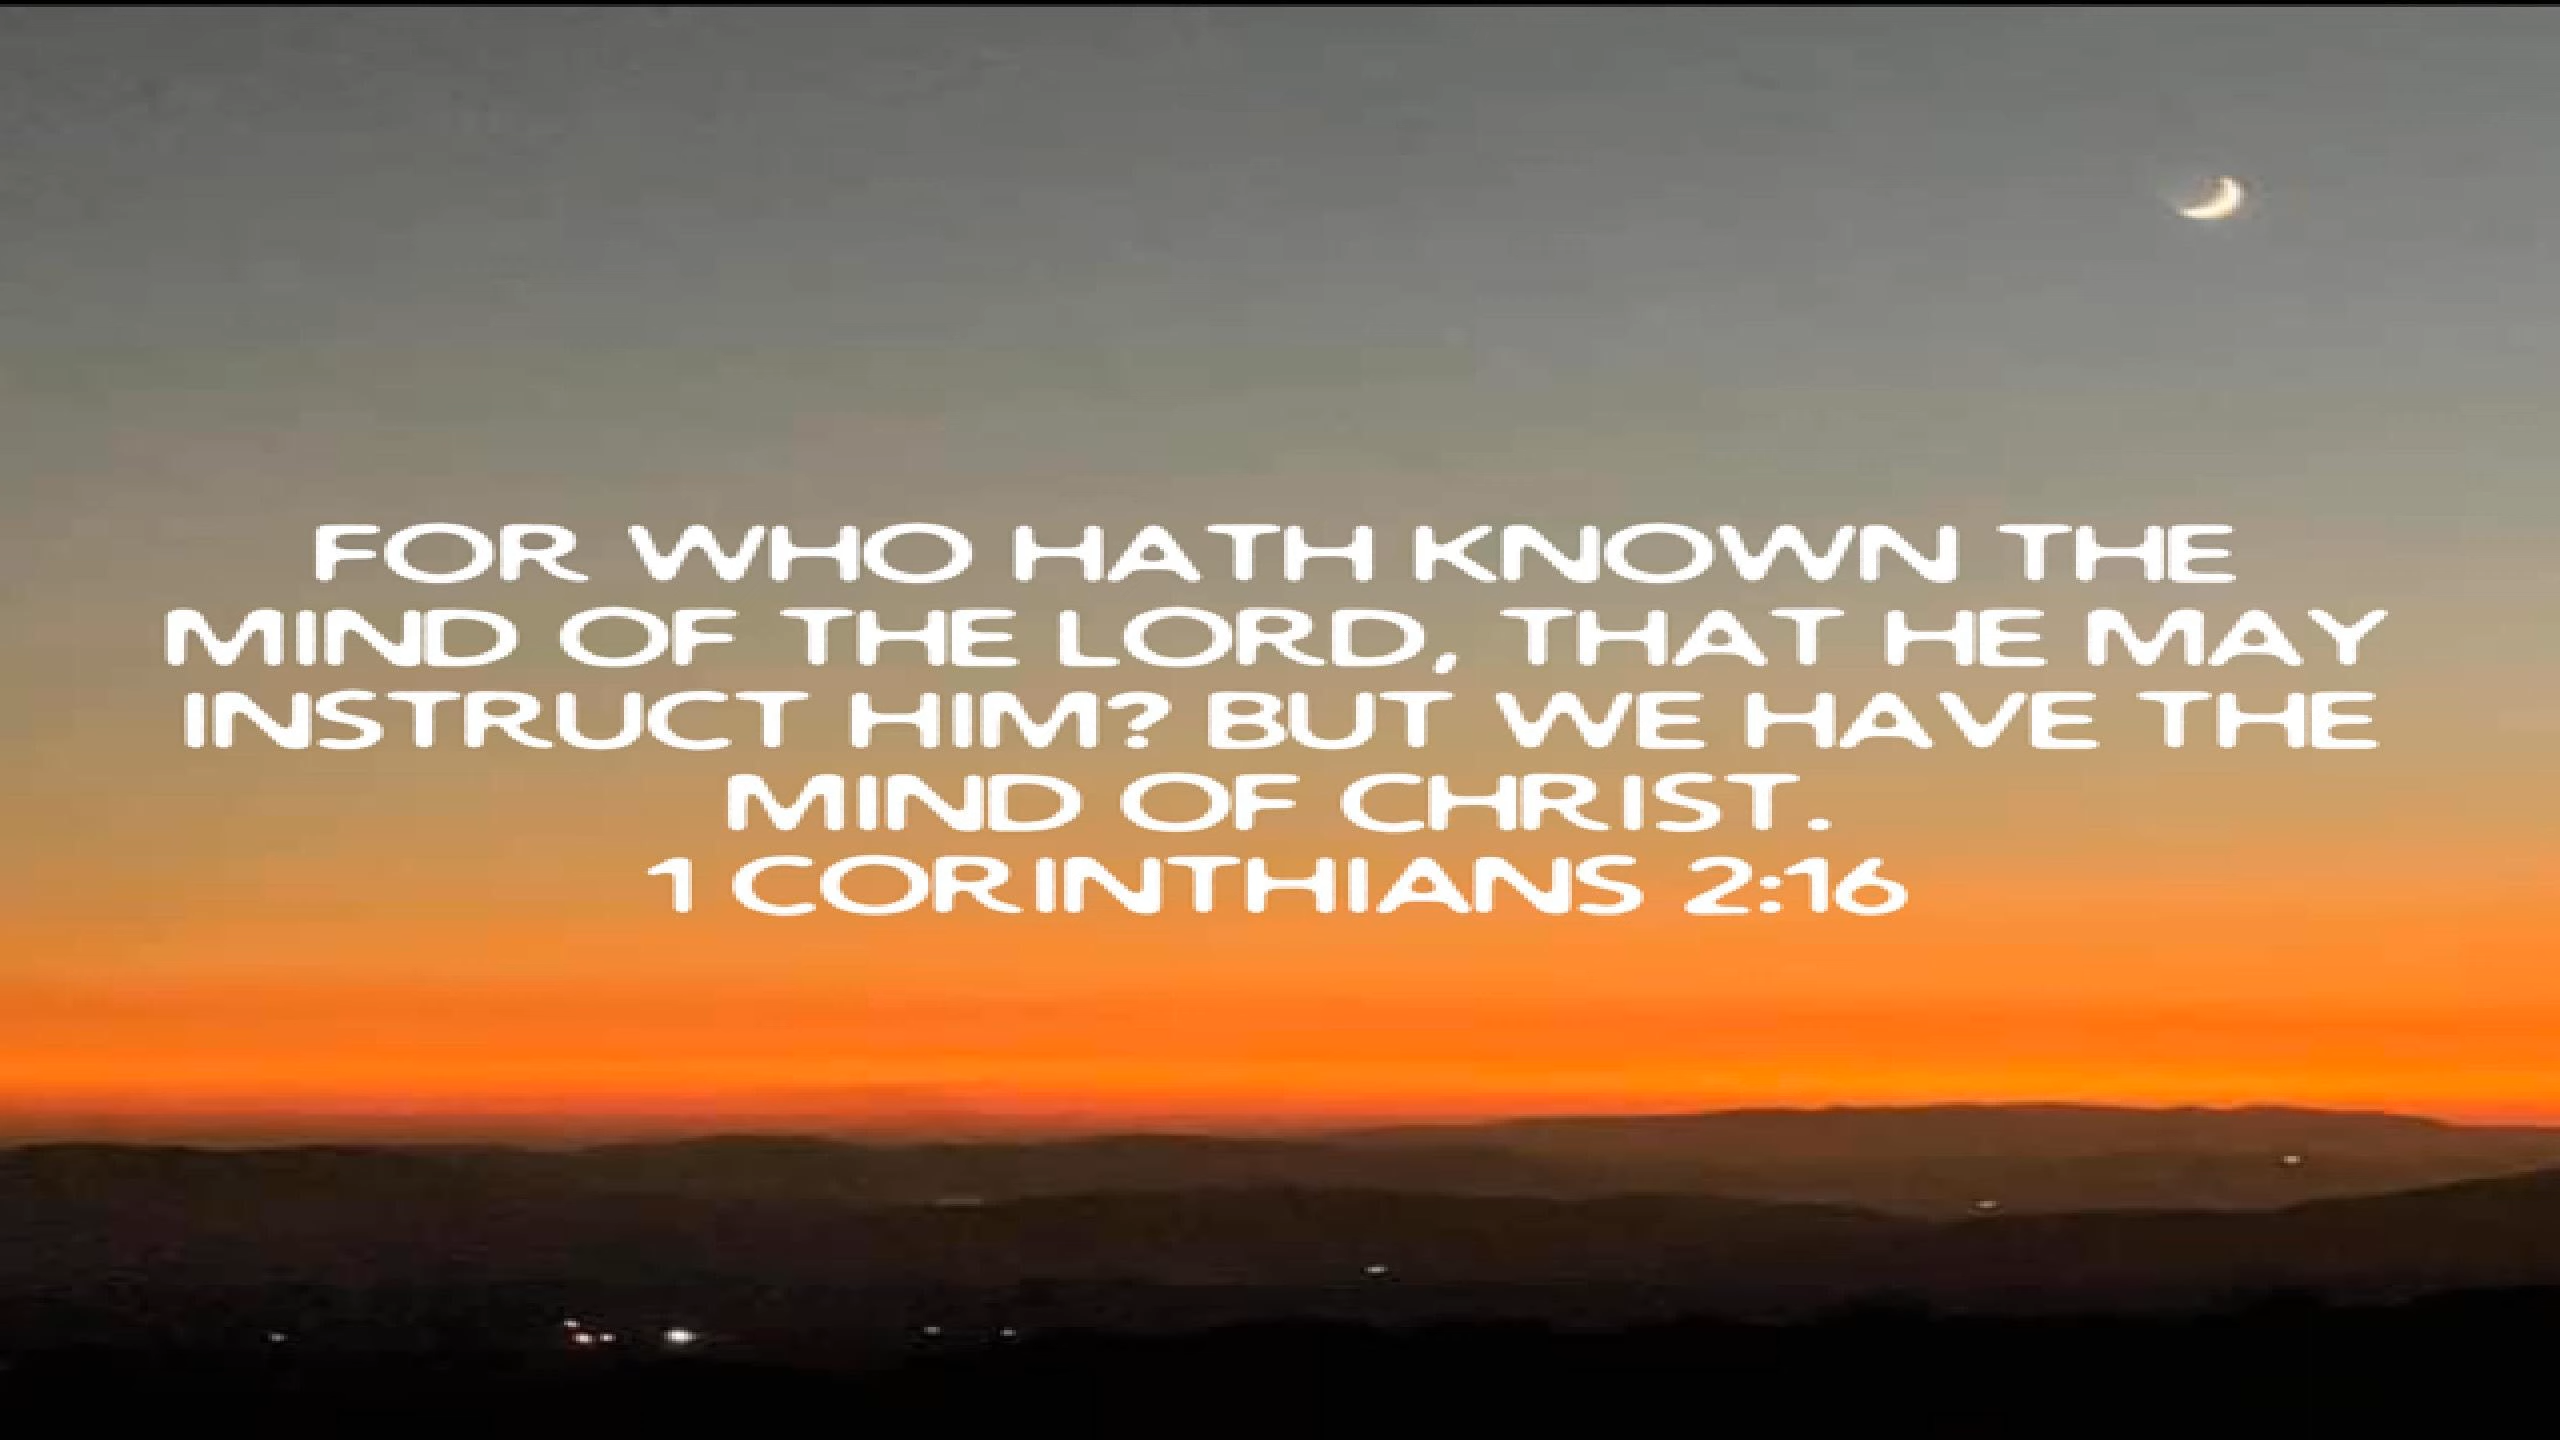 FOR WHO HATH KNOWN THE
MIND OF THE LORD, THAT HE MAY
INSTRUCT HIM? BUT WE HAVE THE
MIND OF CHRIST.
1 CORINTHIANS 2:16